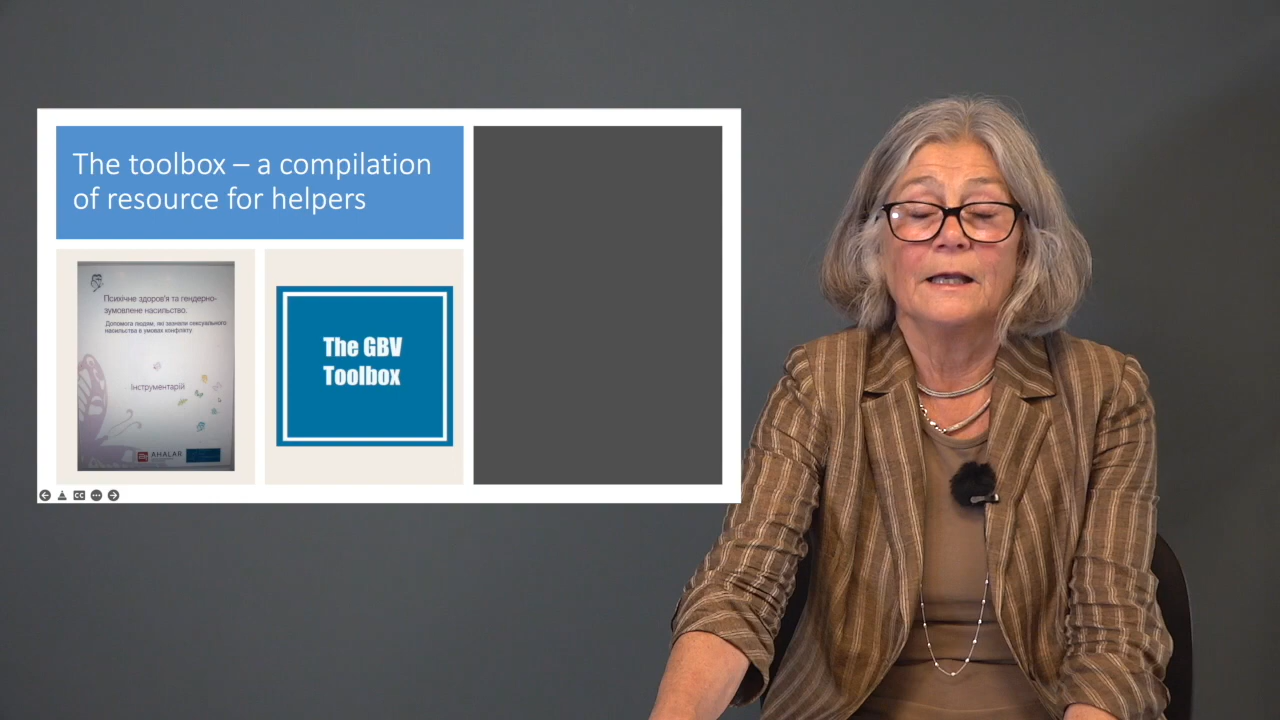 The toolbox – a compilation
of resource for helpers
Психічне здоров'я та гендерно-
зумовлене насильство.
Допомога людям, які зазнали сексуального
насильства в умовах конфлікту
Інструментарій
AHALAR
The GBV
Toolbox
CC